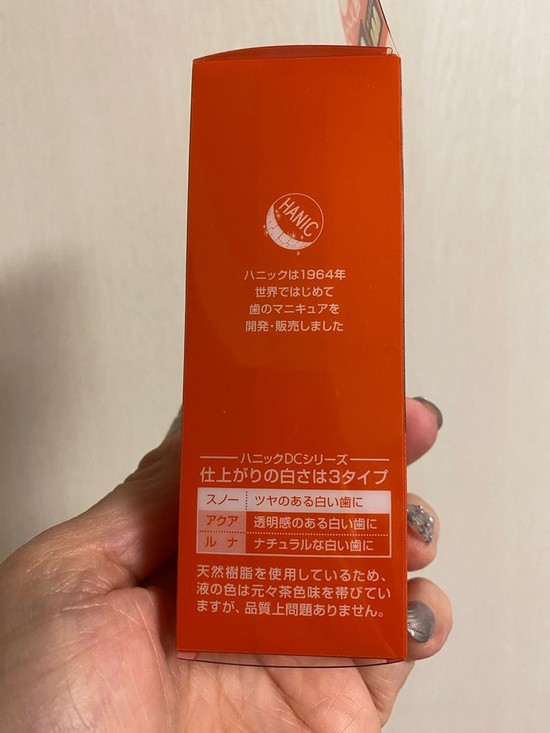 HANIC
ハニックは1964年
世界ではじめて
歯のマニキュアを
開発・販売しました
ハニックDCシリーズ
仕上がりの白さは3タイプ
スノー ツヤのある白い歯に
アクア 透明感のある白い歯に
ルナ ナチュラルな白い歯に
天然樹脂を使用しているため、
液の色は元々茶色味を帯びてい
ますが、品質上問題ありません。